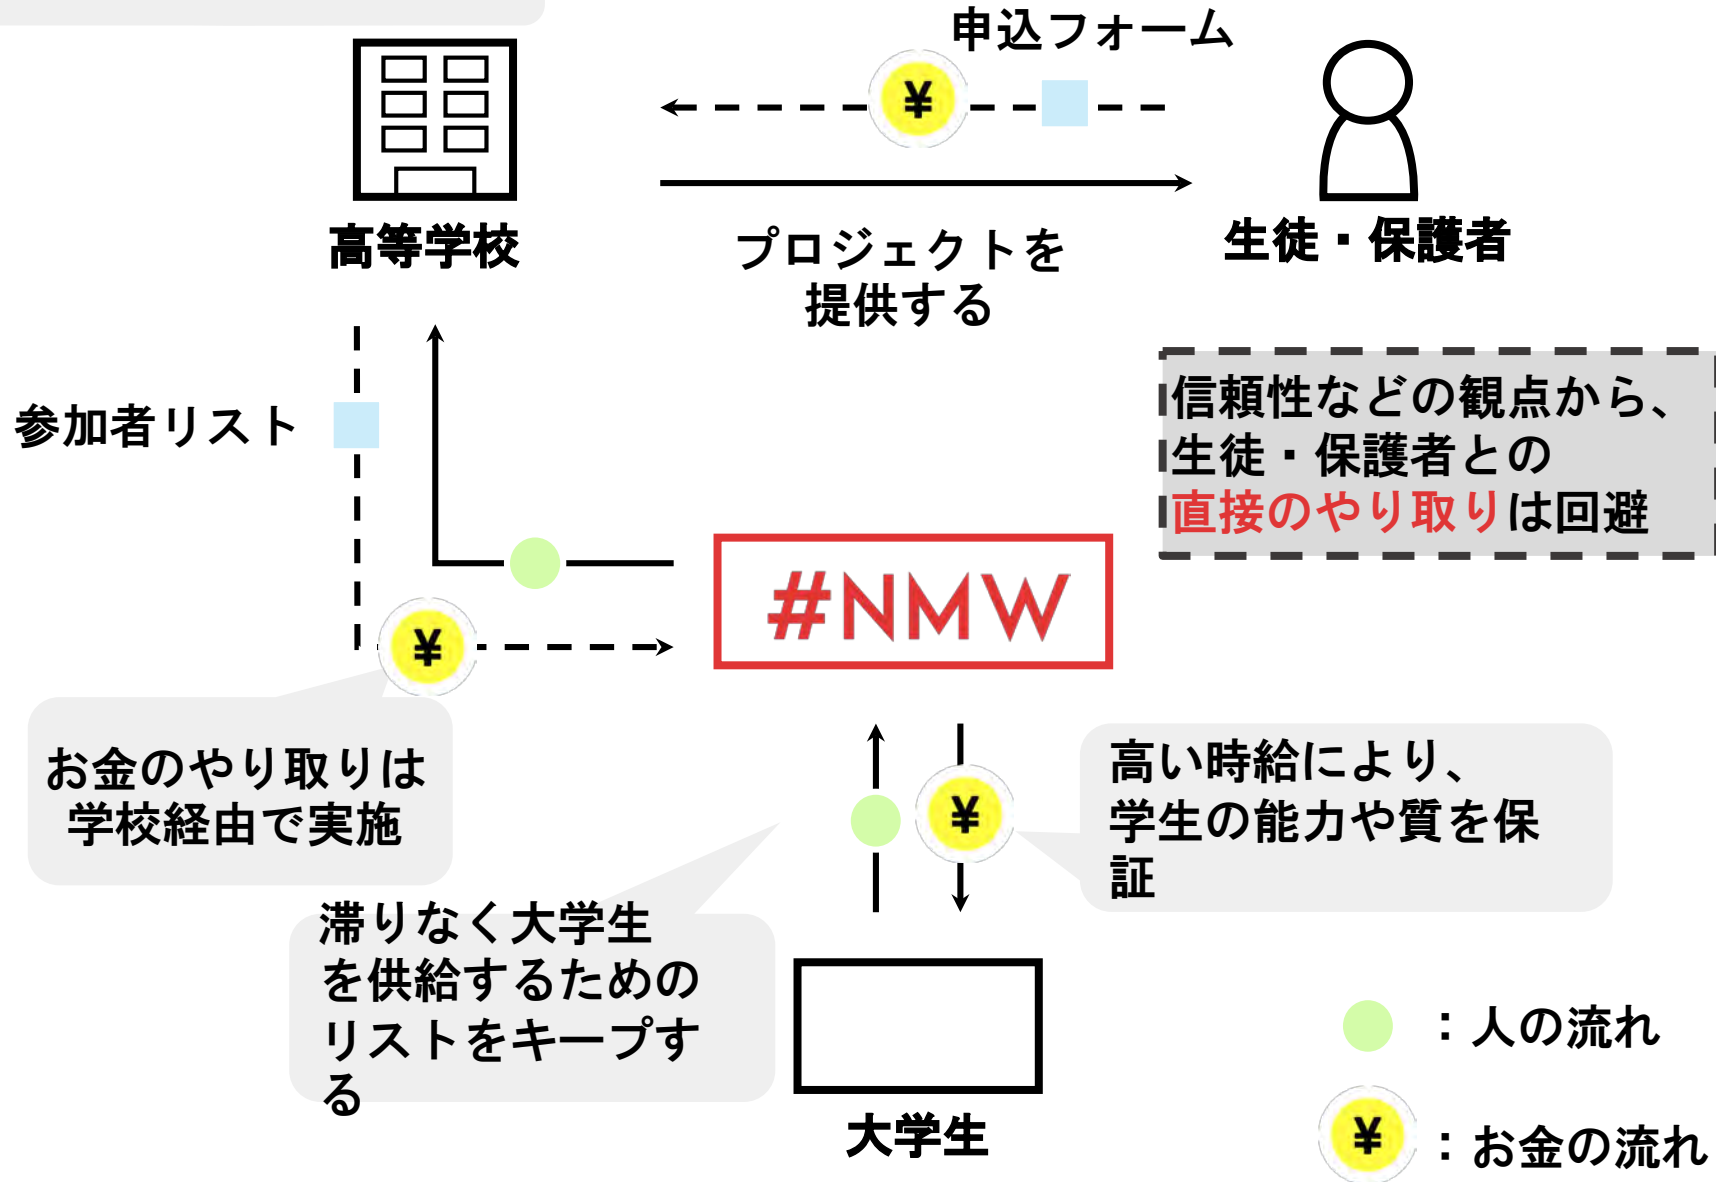 申込フォーム
¥
高等学校
プロジェクトを
提供する
生徒・保護者
参加者リスト
信頼性などの観点から、
生徒・保護者との
直接のやり取りは回避
#NMW
¥
お金のやり取りは
学校経由で実施
¥
高い時給により、
学生の能力や質を保
証
滞りなく大学生
を供給するための
リストをキープす
る
大学生
：人の流れ
¥
：お金の流れ